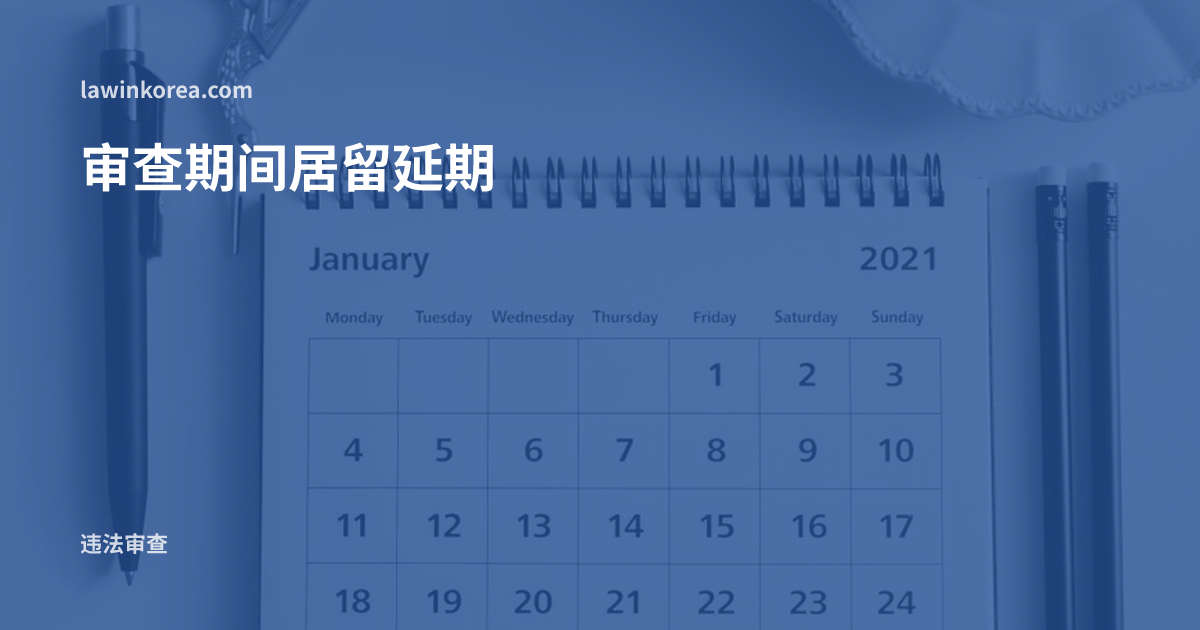 lawinkorea.com
审查期间居留延期
January 2021
Monday Tuesday Wednesday Thursday Friday Saturday Sunday
1 2 3
4 5 6 7 8 9 10
11 12 13 14 15 16 17
18 19 20 21 22 23 24
违法审查